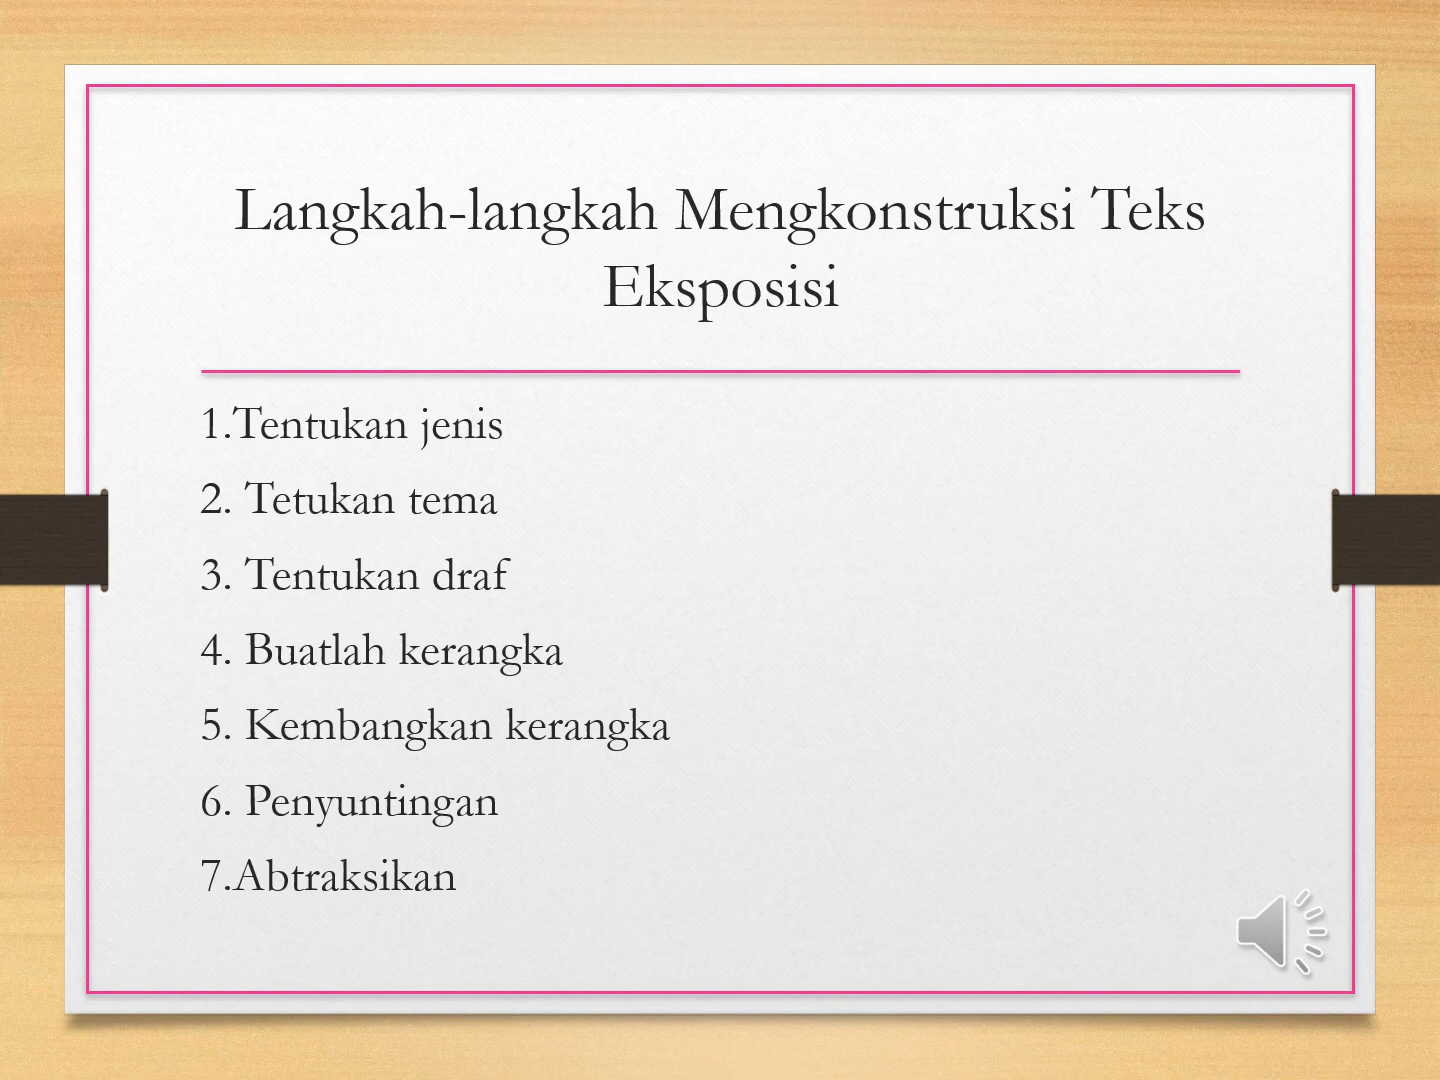 Langkah-langkah Mengkonstruksi Teks
Eksposisi
1.Tentukan jenis
2. Tetukan tema
3. Tentukan draf
4. Buatlah kerangka
5. Kembangkan kerangka
6. Penyuntingan
7.Abtraksikan